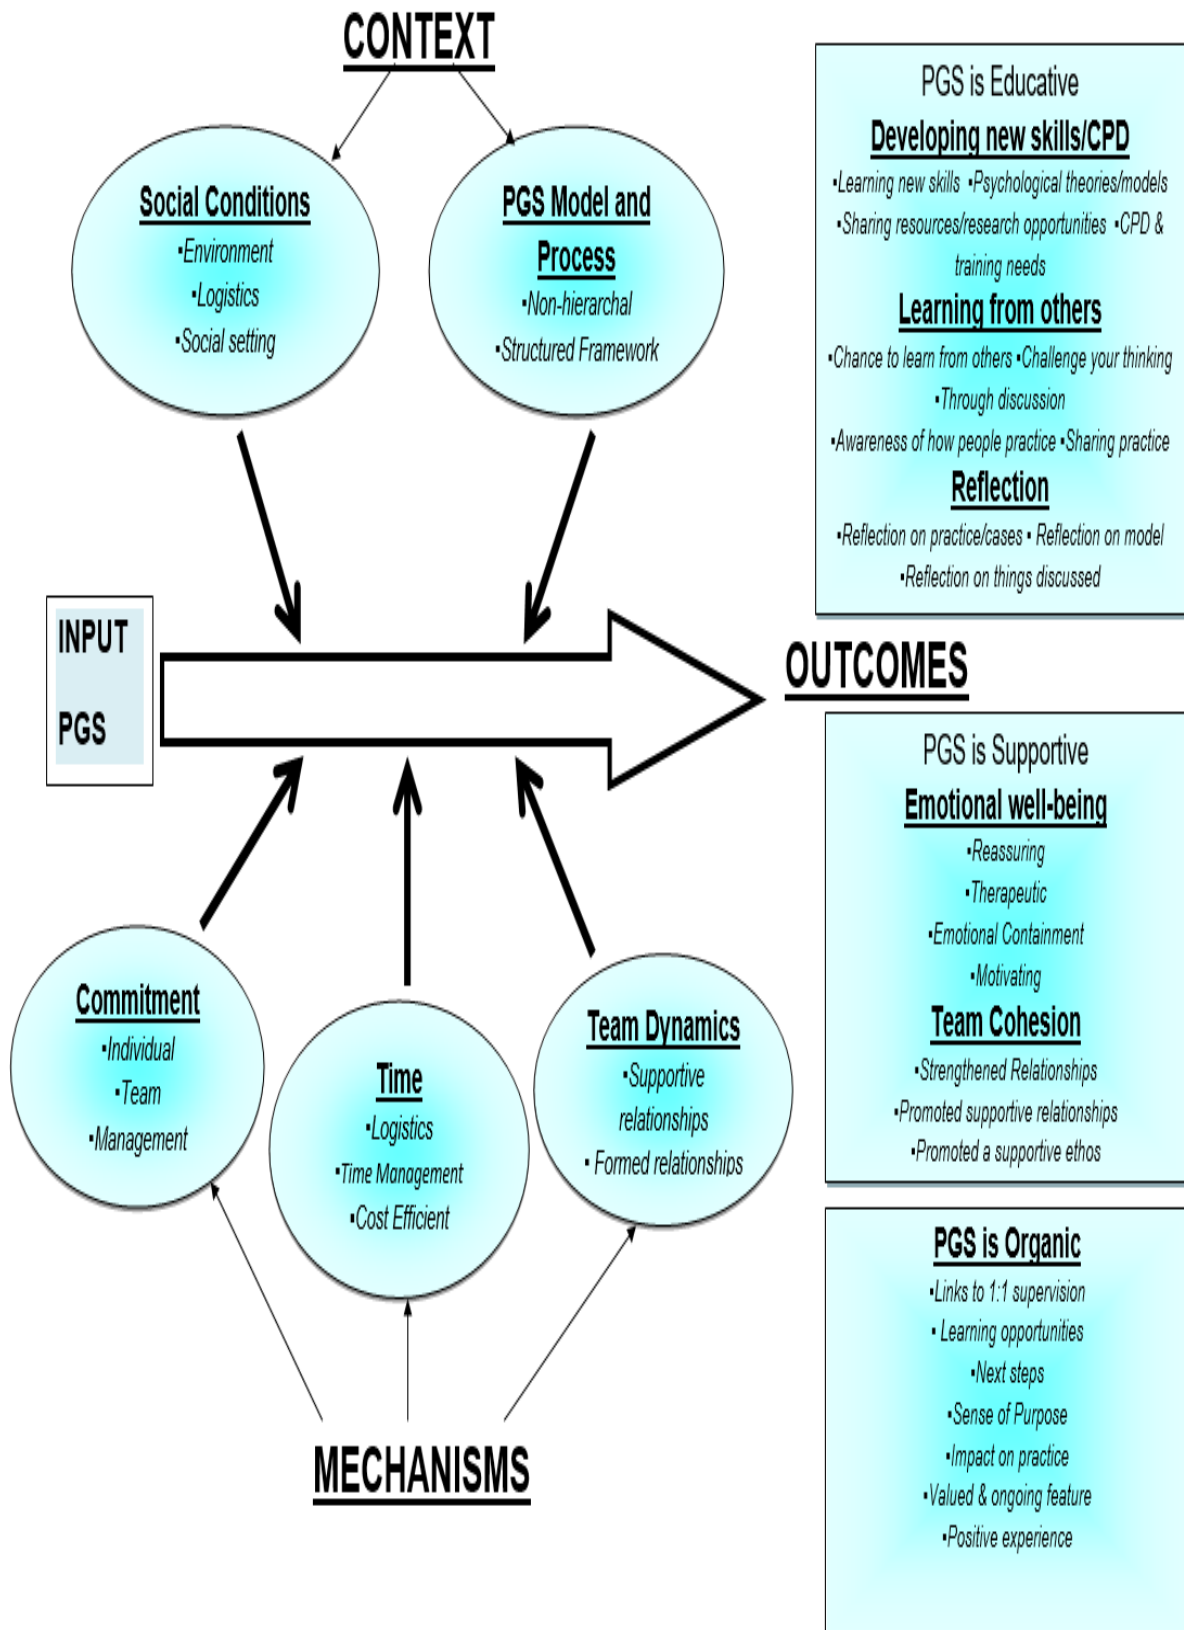 CONTEXT
Social Conditions
▪Environment
▪Logistics
▪Social setting
PGS Model and
Process
▪Non-hierarchal
▪Structured Framework
INPUT
PGS
Commitment
▪Individual
▪Team
▪Management
Time
▪Logistics
▪Time Management
▪Cost Efficient
Team Dynamics
▪Supportive
relationships
▪ Formed relationships
MECHANISMS
OUTCOMES
PGS is Educative
Developing new skills/CPD
▪Learning new skills ▪Psychological theories/models
▪Sharing resources/research opportunities ▪CPD &
training needs
Learning from others
▪Chance to learn from others ▪Challenge your thinking
▪Through discussion
▪Awareness of how people practice ▪Sharing practice
Reflection
▪Reflection on practice/cases ▪ Reflection on model
▪Reflection on things discussed
PGS is Supportive
Emotional well-being
▪Reassuring
▪Therapeutic
▪Emotional Containment
▪Motivating
Team Cohesion
▪Strengthened Relationships
▪Promoted supportive relationships
▪Promoted a supportive ethos
PGS is Organic
▪Links to 1:1 supervision
▪ Learning opportunities
▪Next steps
▪Sense of Purpose
▪Impact on practice
▪Valued & ongoing feature
▪Positive experience